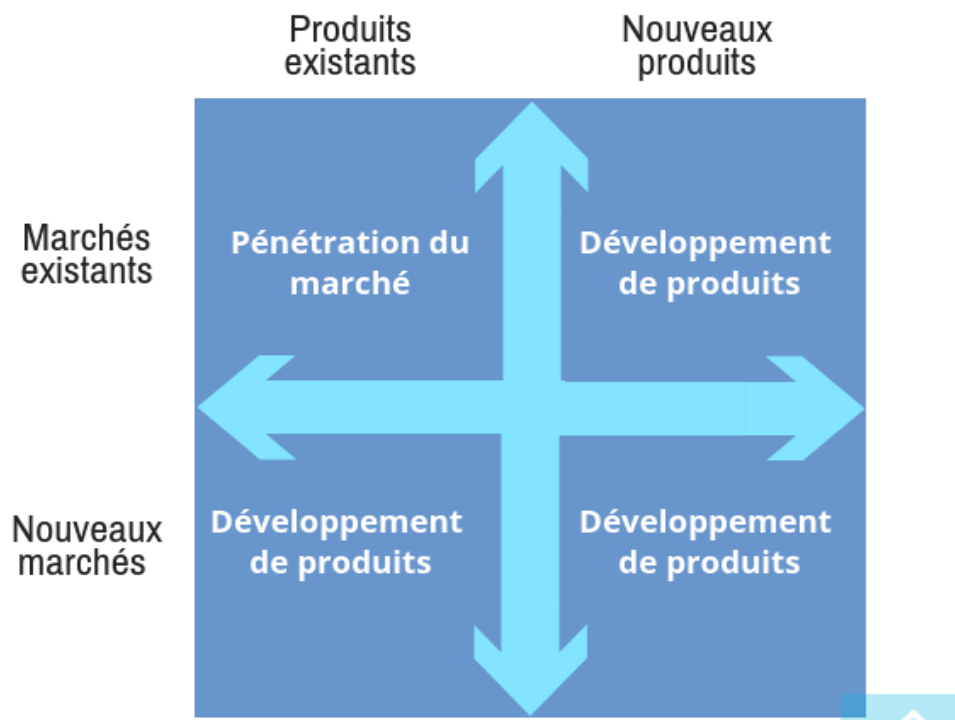 Produits
existants
Nouveaux
produits
Marchés
existants
Pénétration du
marché
Développement
de produits
Nouveaux
marchés
Développement
de produits
Développement
de produits